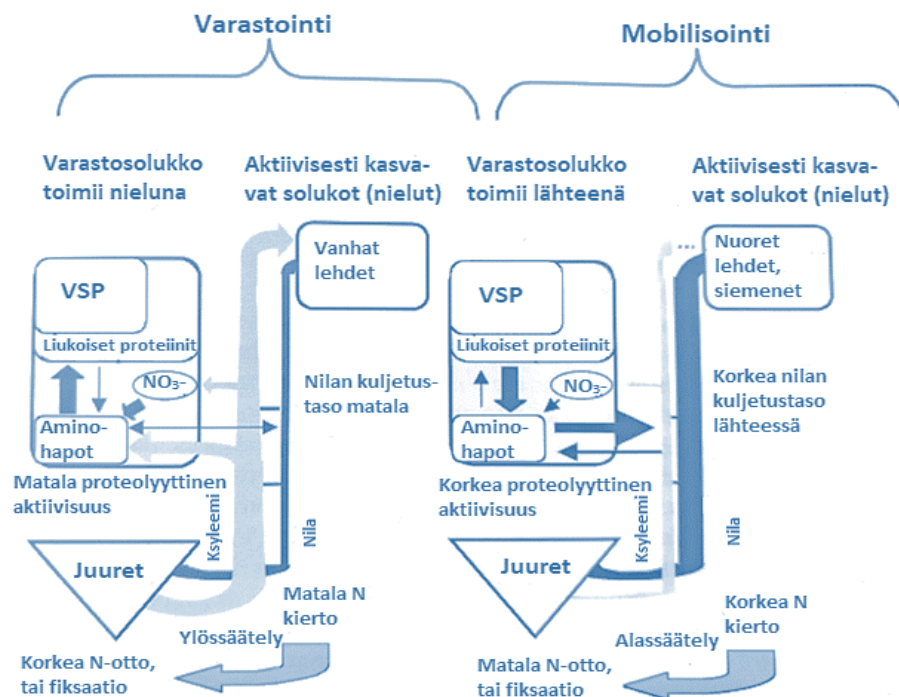 Varastointi
Varastosolukko
toimii nieluna
Aktiivisesti kasva-
vat solukot (nielut)
Vanhat
lehdet
VSP
Liukoiset proteiinit
NO₃-
Amino-
hapot
Nilan kuljetus-
taso matala
Matala proteolyyttinen
aktiivisuus
Ksyleemi
Nila
Juuret
Matala N
kierto
Ylössäätely
Korkea N-otto,
tai fiksaatio
Mobilisointi
Varastosolukko
toimii lähteenä
Aktiivisesti kasva-
vat solukot (nielut)
...
Nuoret
lehdet,
siemenet
VSP
Liukoiset proteiinit
NO₃-
Amino-
hapot
Korkea nilan
kuljetustaso
lähteessä
Korkea proteolyyttinen
aktiivisuus
Ksyleemi
Nila
Juuret
Korkea N
kierto
Alassäätely
Matala N-otto,
tai fiksaatio